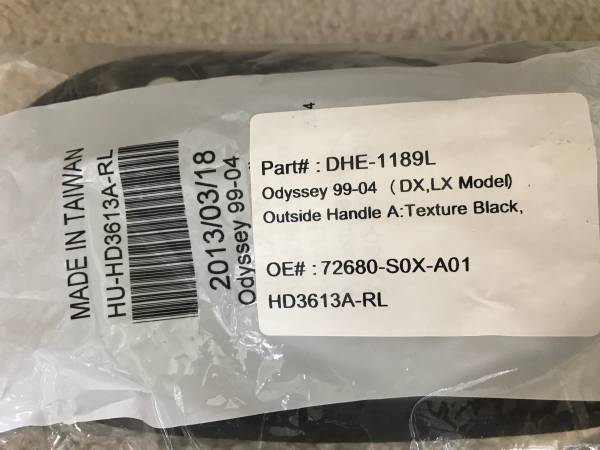 MADE IN TAIWAN
HU-HD3613A-RL
2013/03/18
Odyssey 99-04
Part# : DHE-1189L
Odyssey 99-04 ( DX,LX Model)
Outside Handle A:Texture Black,
OE# : 72680-S0X-A01
HD3613A-RL